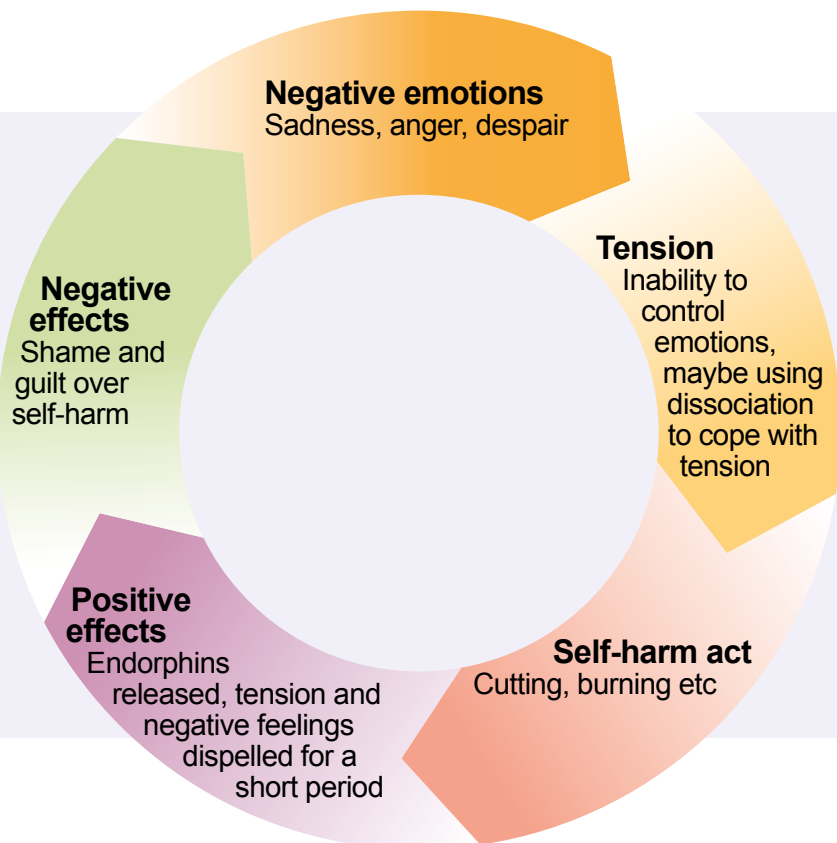 Negative emotions
Sadness, anger, despair
Tension
Inability to
control
emotions,
maybe using
dissociation
to cope with
tension
Self-harm act
Cutting, burning etc
Positive
effects
Endorphins
released, tension and
negative feelings
dispelled for a
short period
Negative
effects
Shame and
guilt over
self-harm